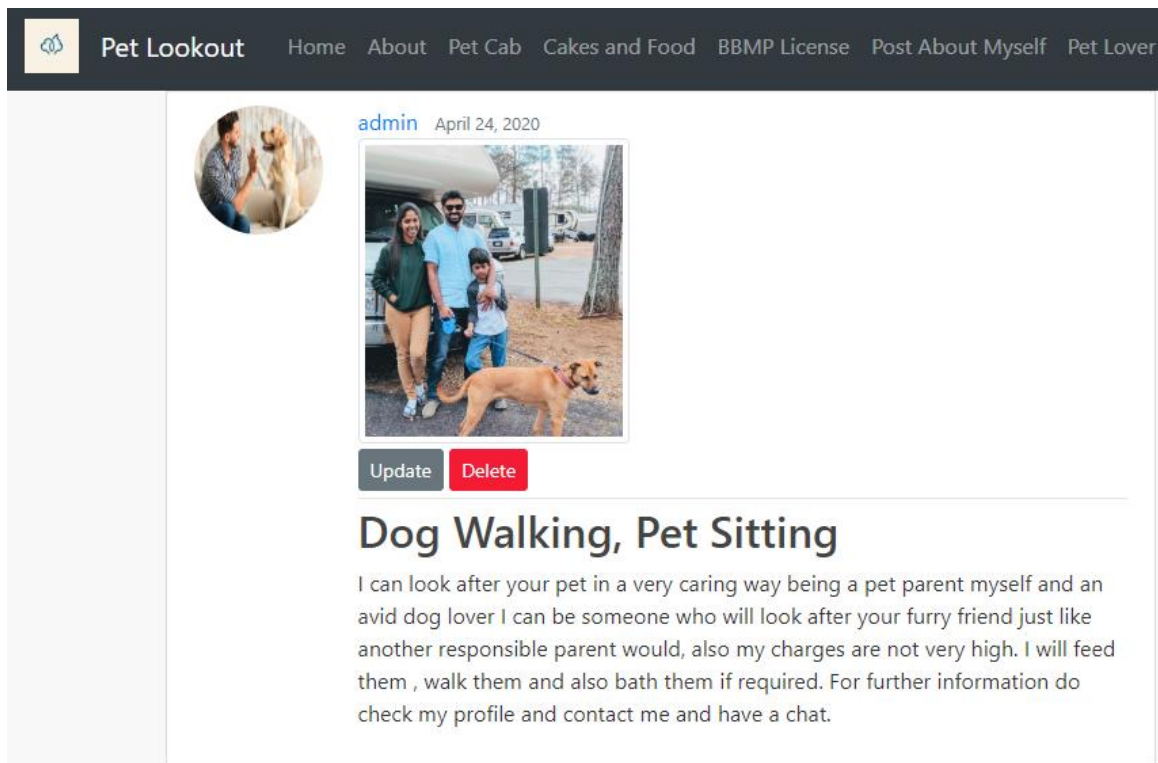 Pet Lookout Home About Pet Cab Cakes and Food BBMP License Post About Myself Pet Lover
admin April 24, 2020
Update Delete
Dog Walking, Pet Sitting
I can look after your pet in a very caring way being a pet parent myself and an
avid dog lover I can be someone who will look after your furry friend just like
another responsible parent would, also my charges are not very high. I will feed
them , walk them and also bath them if required. For further information do
check my profile and contact me and have a chat.